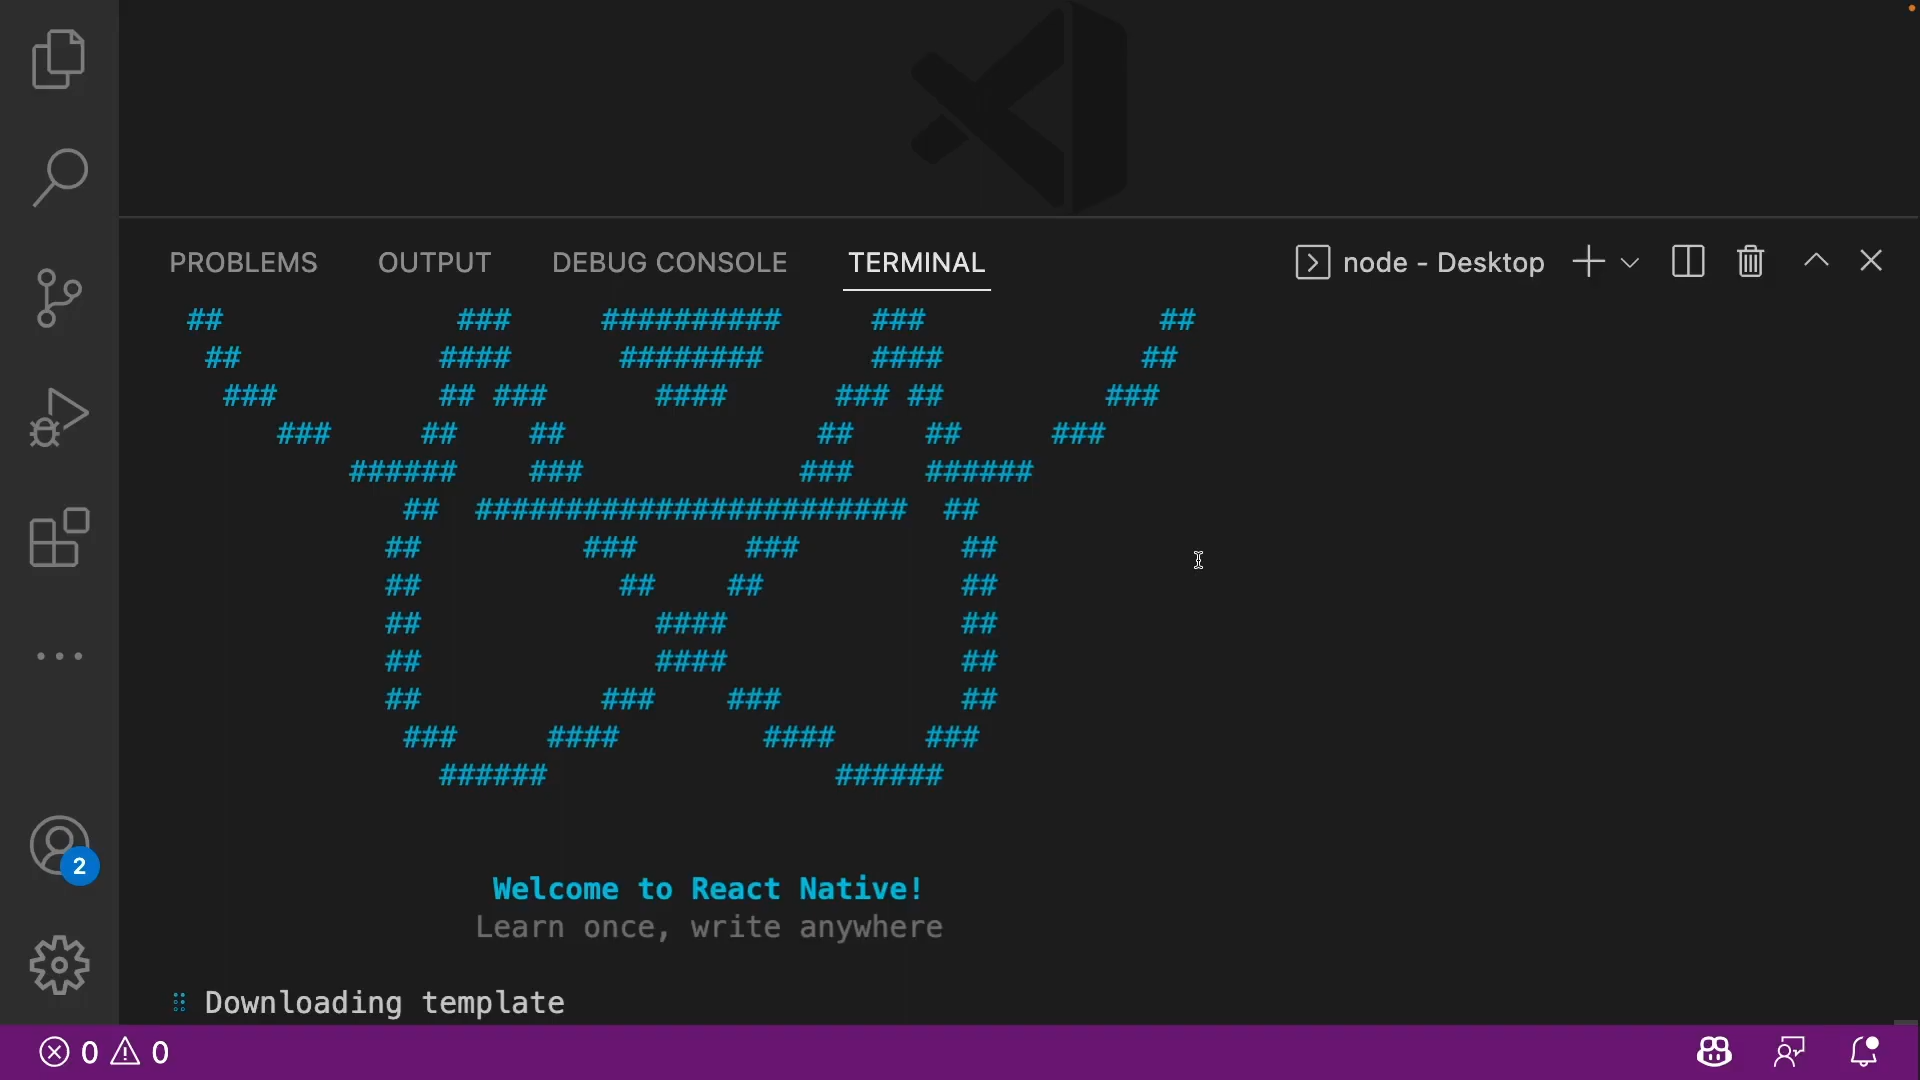 PROBLEMS OUTPUT DEBUG CONSOLE TERMINAL node - Desktop
##             ###     ##########     ###             ##
 ##           ####      ########      ####           ##
  ###         ## ###      ####      ### ##         ###
     ###     ##    ##              ##    ##     ###
         ######    ###            ###    ######
            ##  ########################  ##
           ##         ###      ###         ##
           ##           ##    ##           ##
           ##             ####             ##
           ##             ####             ##
           ##          ###    ###          ##
            ###     ####        ####     ###
              ######                ######
Welcome to React Native!
Learn once, write anywhere
Downloading template
2
0 0